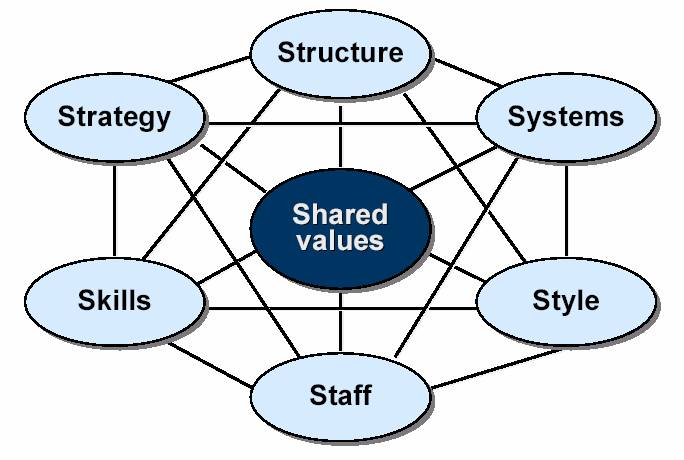 Structure
Strategy
Systems
Shared
values
Skills
Style
Staff